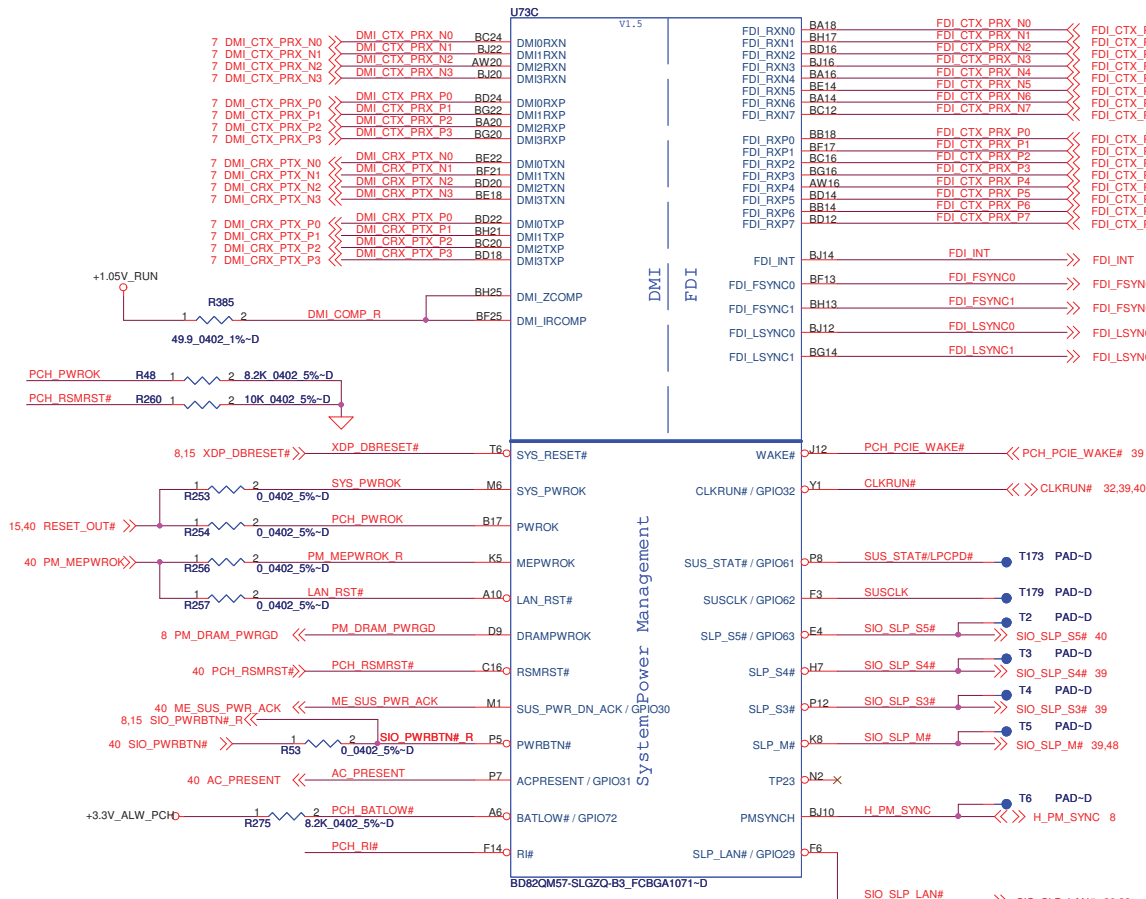 U73C
V1.5
7 DMI_CTX_PRX_N0 DMI_CTX_PRX_N0 BC24 DMI0RXN
7 DMI_CTX_PRX_N1 DMI_CTX_PRX_N1 BJ22 DMI1RXN
7 DMI_CTX_PRX_N2 DMI_CTX_PRX_N2 AW20 DMI2RXN
7 DMI_CTX_PRX_N3 DMI_CTX_PRX_N3 BJ20 DMI3RXN
7 DMI_CTX_PRX_P0 DMI_CTX_PRX_P0 BD24 DMI0RXP
7 DMI_CTX_PRX_P1 DMI_CTX_PRX_P1 BG22 DMI1RXP
7 DMI_CTX_PRX_P2 DMI_CTX_PRX_P2 BA20 DMI2RXP
7 DMI_CTX_PRX_P3 DMI_CTX_PRX_P3 BG20 DMI3RXP
7 DMI_CRX_PTX_N0 DMI_CRX_PTX_N0 BE22 DMI0TXN
7 DMI_CRX_PTX_N1 DMI_CRX_PTX_N1 BF21 DMI1TXN
7 DMI_CRX_PTX_N2 DMI_CRX_PTX_N2 BD20 DMI2TXN
7 DMI_CRX_PTX_N3 DMI_CRX_PTX_N3 BE18 DMI3TXN
7 DMI_CRX_PTX_P0 DMI_CRX_PTX_P0 BD22 DMI0TXP
7 DMI_CRX_PTX_P1 DMI_CRX_PTX_P1 BH21 DMI1TXP
7 DMI_CRX_PTX_P2 DMI_CRX_PTX_P2 BC20 DMI2TXP
7 DMI_CRX_PTX_P3 DMI_CRX_PTX_P3 BD18 DMI3TXP
+1.05V_RUN
BH25 DMI_ZCOMP
R385
1 2 DMI_COMP_R BF25 DMI_IRCOMP
49.9_0402_1%~D
DMI
FDI
FDI_RXN0 BA18 FDI_CTX_PRX_N0
FDI_RXN1 BH17 FDI_CTX_PRX_N1
FDI_RXN2 BD16 FDI_CTX_PRX_N2
FDI_RXN3 BJ16 FDI_CTX_PRX_N3
FDI_RXN4 BA16 FDI_CTX_PRX_N4
FDI_RXN5 BE14 FDI_CTX_PRX_N5
FDI_RXN6 BA14 FDI_CTX_PRX_N6
FDI_RXN7 BC12 FDI_CTX_PRX_N7
FDI_RXP0 BB18 FDI_CTX_PRX_P0
FDI_RXP1 BF17 FDI_CTX_PRX_P1
FDI_RXP2 BC16 FDI_CTX_PRX_P2
FDI_RXP3 BG16 FDI_CTX_PRX_P3
FDI_RXP4 AW16 FDI_CTX_PRX_P4
FDI_RXP5 BD14 FDI_CTX_PRX_P5
FDI_RXP6 BB14 FDI_CTX_PRX_P6
FDI_RXP7 BD12 FDI_CTX_PRX_P7
FDI_INT BJ14 FDI_INT FDI_INT
FDI_FSYNC0 BF13 FDI_FSYNC0
FDI_FSYNC1 BH13 FDI_FSYNC1
FDI_LSYNC0 BJ12 FDI_LSYNC0
FDI_LSYNC1 BG14 FDI_LSYNC1
PCH_PWROK R48 1 2 8.2K_0402_5%~D
PCH_RSMRST# R260 1 2 10K_0402_5%~D
8,15 XDP_DBRESET# XDP_DBRESET# T6 SYS_RESET#
1 2 SYS_PWROK M6 SYS_PWROK
R253 0_0402_5%~D
15,40 RESET_OUT# 1 2 PCH_PWROK B17 PWROK
R254 0_0402_5%~D
40 PM_MEPWROK 1 2 PM_MEPWROK_R K5 MEPWROK
R256 0_0402_5%~D
1 2 LAN_RST# A10 LAN_RST#
R257 0_0402_5%~D
8 PM_DRAM_PWRGD PM_DRAM_PWRGD D9 DRAMPWROK
40 PCH_RSMRST# PCH_RSMRST# C16 RSMRST#
40 ME_SUS_PWR_ACK ME_SUS_PWR_ACK M1 SUS_PWR_DN_ACK / GPIO30
8,15 SIO_PWRBTN#_R
40 SIO_PWRBTN# 1 2 SIO_PWRBTN#_R P5 PWRBTN#
R53 0_0402_5%~D
40 AC_PRESENT AC_PRESENT P7 ACPRESENT / GPIO31
+3.3V_ALW_PCH 1 2 PCH_BATLOW# A6 BATLOW# / GPIO72
R275 8.2K_0402_5%~D
PCH_RI# F14 RI#
System Power Management
WAKE# J12 PCH_PCIE_WAKE# PCH_PCIE_WAKE# 39
CLKRUN# / GPIO32 Y1 CLKRUN# CLKRUN# 32,39,40
SUS_STAT# / GPIO61 P8 SUS_STAT#/LPCPD# T173 PAD~D
SUSCLK / GPIO62 F3 SUSCLK T179 PAD~D
T2 PAD~D
SLP_S5# / GPIO63 E4 SIO_SLP_S5# SIO_SLP_S5# 40
T3 PAD~D
SLP_S4# H7 SIO_SLP_S4# SIO_SLP_S4# 39
T4 PAD~D
SLP_S3# P12 SIO_SLP_S3# SIO_SLP_S3# 39
T5 PAD~D
SLP_M# K8 SIO_SLP_M# SIO_SLP_M# 39,48
TP23 N2
T6 PAD~D
PMSYNCH BJ10 H_PM_SYNC H_PM_SYNC 8
SLP_LAN# / GPIO29 F6
SIO_SLP_LAN#
BD82QM57-SLGZQ-B3_FCBGA1071~D